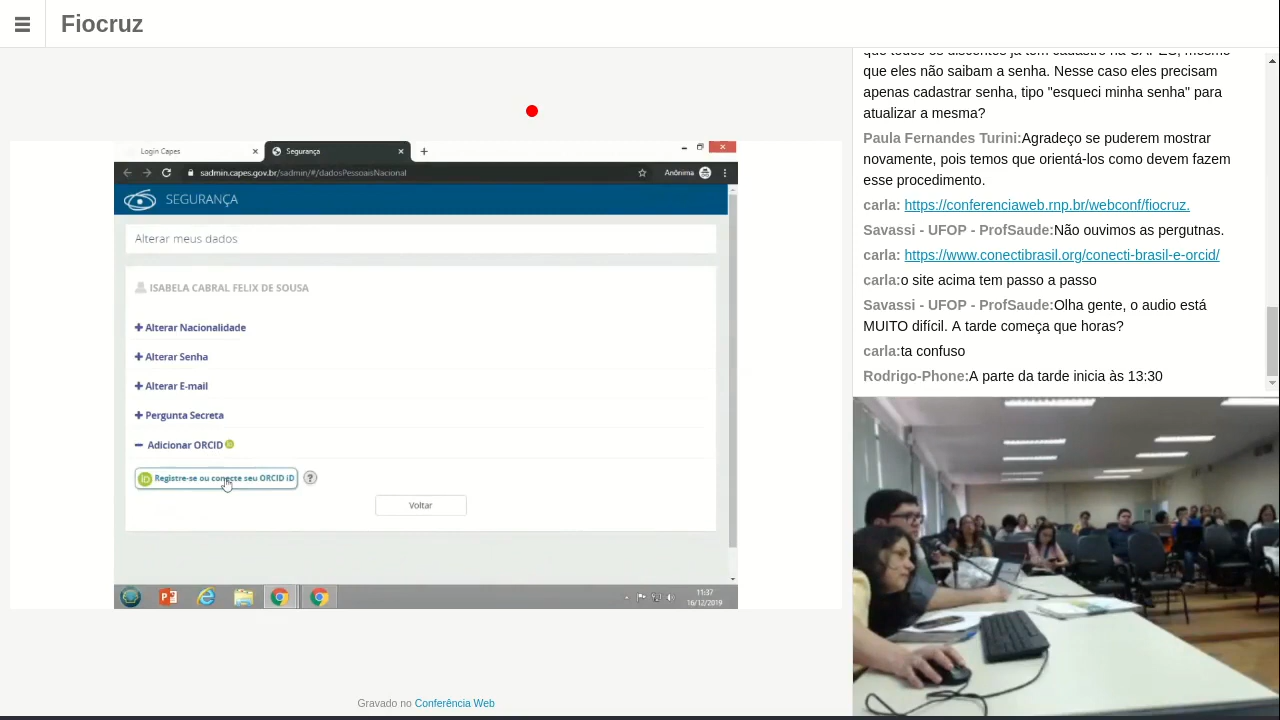 Fiocruz
Login Capes
Segurança
sadmin.capes.gov.br/sadmin/#/dadosPessoaisNacional
Anônima
SEGURANÇA
Alterar meus dados
ISABELA CABRAL FELIX DE SOUSA
Alterar Nacionalidade
Alterar Senha
Alterar E-mail
Pergunta Secreta
Adicionar ORCID
Registre-se ou conecte seu ORCID iD
Voltar
11:37
16/12/2019
Gravado no Conferência Web
que todos os discentes já tem cadastro na CAPES, mesmo
que eles não saibam a senha. Nesse caso eles precisam
apenas cadastrar senha, tipo "esqueci minha senha" para
atualizar a mesma?
Paula Fernandes Turini:Agradeço se puderem mostrar
novamente, pois temos que orientá-los como devem fazem
esse procedimento.
carla: https://conferenciaweb.rnp.br/webconf/fiocruz.
Savassi - UFOP - ProfSaude:Não ouvimos as pergutnas.
carla: https://www.conectibrasil.org/conecti-brasil-e-orcid/
carla:o site acima tem passo a passo
Savassi - UFOP - ProfSaude:Olha gente, o audio está
MUITO difícil. A tarde começa que horas?
carla:ta confuso
Rodrigo-Phone:A parte da tarde inicia às 13:30